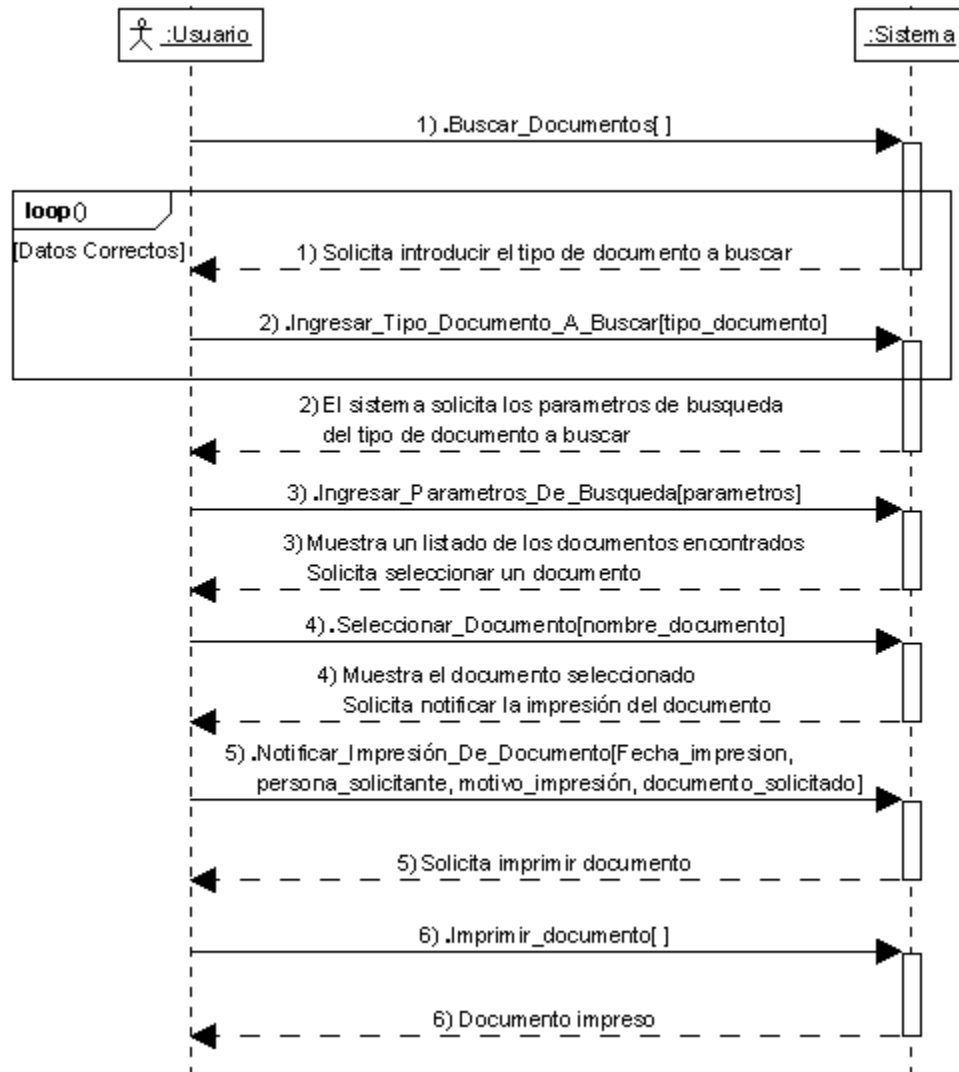 :Usuario
:Sistema
1) .Buscar_Documentos[ ]
loop()
[Datos Correctos]
1) Solicita introducir el tipo de documento a buscar
2) .Ingresar_Tipo_Documento_A_Buscar[tipo_documento]
2) El sistema solicita los parametros de busqueda
del tipo de documento a buscar
3) .Ingresar_Parametros_De_Busqueda[parametros]
3) Muestra un listado de los documentos encontrados
Solicita seleccionar un documento
4) .Seleccionar_Documento[nombre_documento]
4) Muestra el documento seleccionado
Solicita notificar la impresión del documento
5) .Notificar_Impresión_De_Documento[Fecha_impresion,
persona_solicitante, motivo_impresión, documento_solicitado]
5) Solicita imprimir documento
6) .Imprimir_documento[ ]
6) Documento impreso